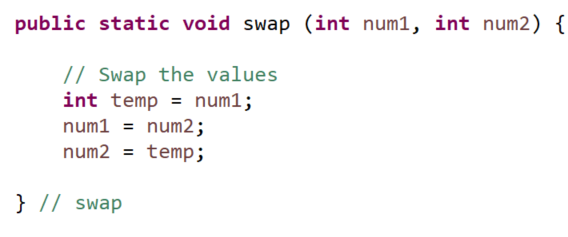 public static void swap (int num1, int num2) {
// Swap the values
int temp = num1;
num1 = num2;
num2 = temp;
} // swap